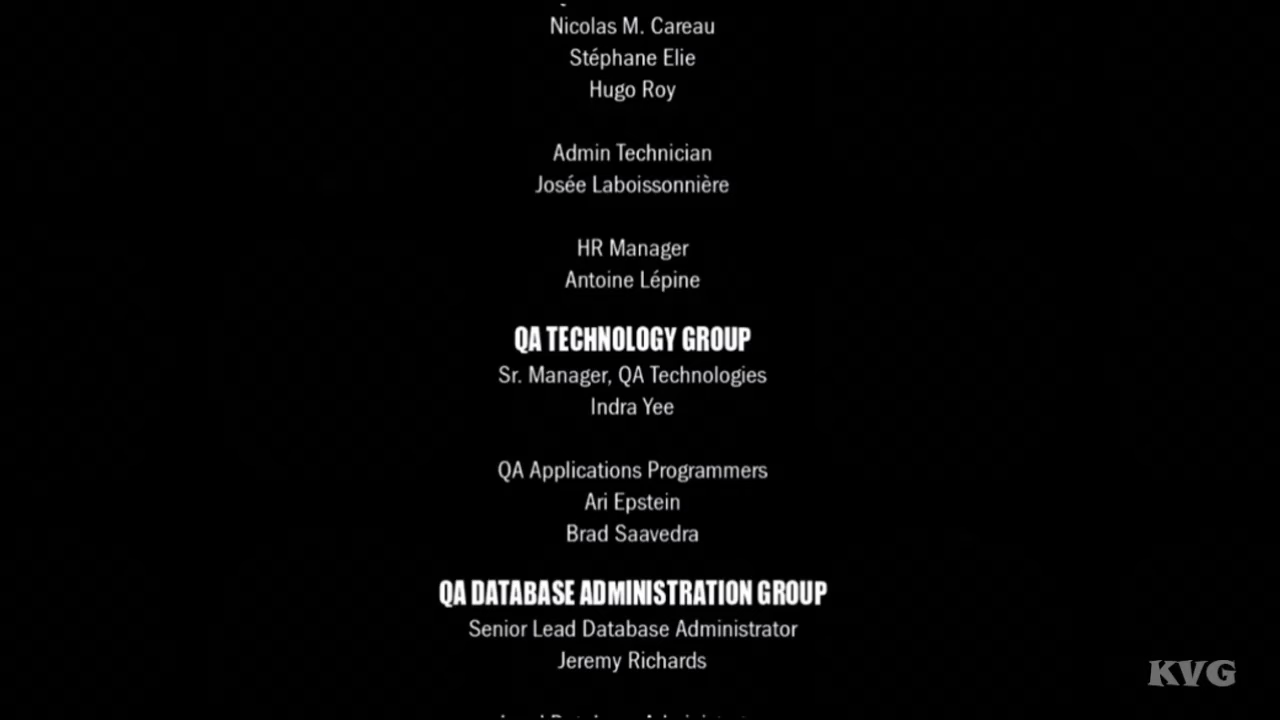 Nicolas M. Careau
Stéphane Elie
Hugo Roy
Admin Technician
Josée Laboissonnière
HR Manager
Antoine Lépine
QA TECHNOLOGY GROUP
Sr. Manager, QA Technologies
Indra Yee
QA Applications Programmers
Ari Epstein
Brad Saavedra
QA DATABASE ADMINISTRATION GROUP
Senior Lead Database Administrator
Jeremy Richards
KVG